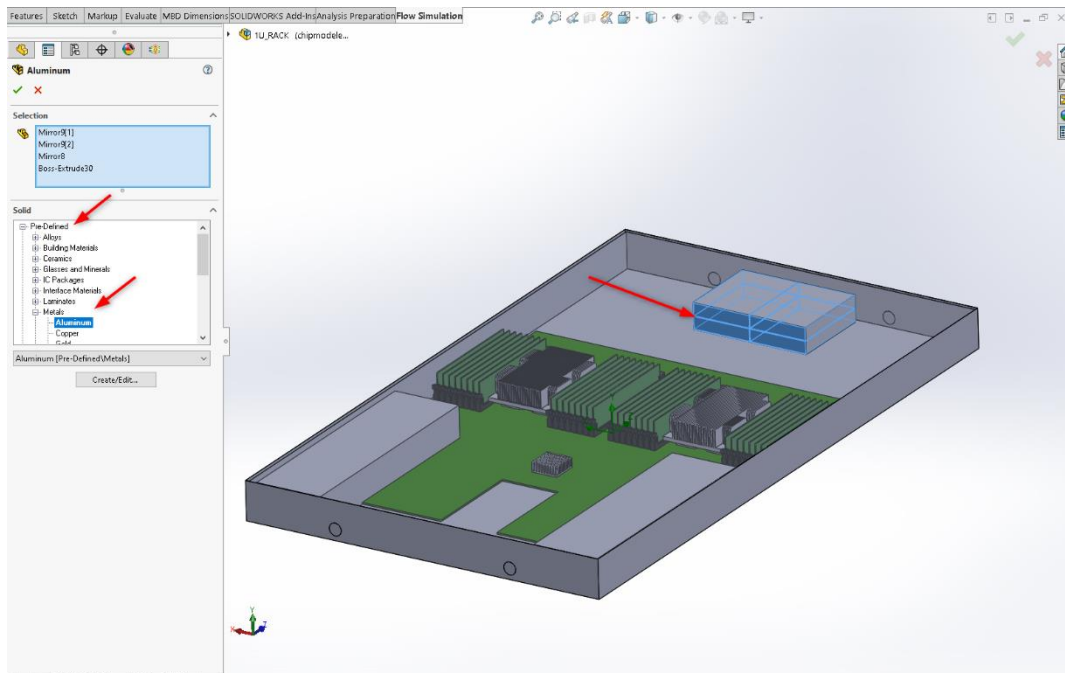 Features Sketch Markup Evaluate MBD Dimensions SOLIDWORKS Add-Ins Analysis Preparation Flow Simulation
1U_RACK (chipmodele...
Aluminum
Selection
Mirror9[1]
Mirror9[2]
Mirror8
Boss-Extrude30
Solid
Pre-Defined
Alloys
Building Materials
Ceramics
Glasses and Minerals
IC Packages
Interface Materials
Laminates
Metals
Aluminum
Copper
Gold
Aluminum [Pre-Defined\Metals]
Create/Edit...
Y
X
Z